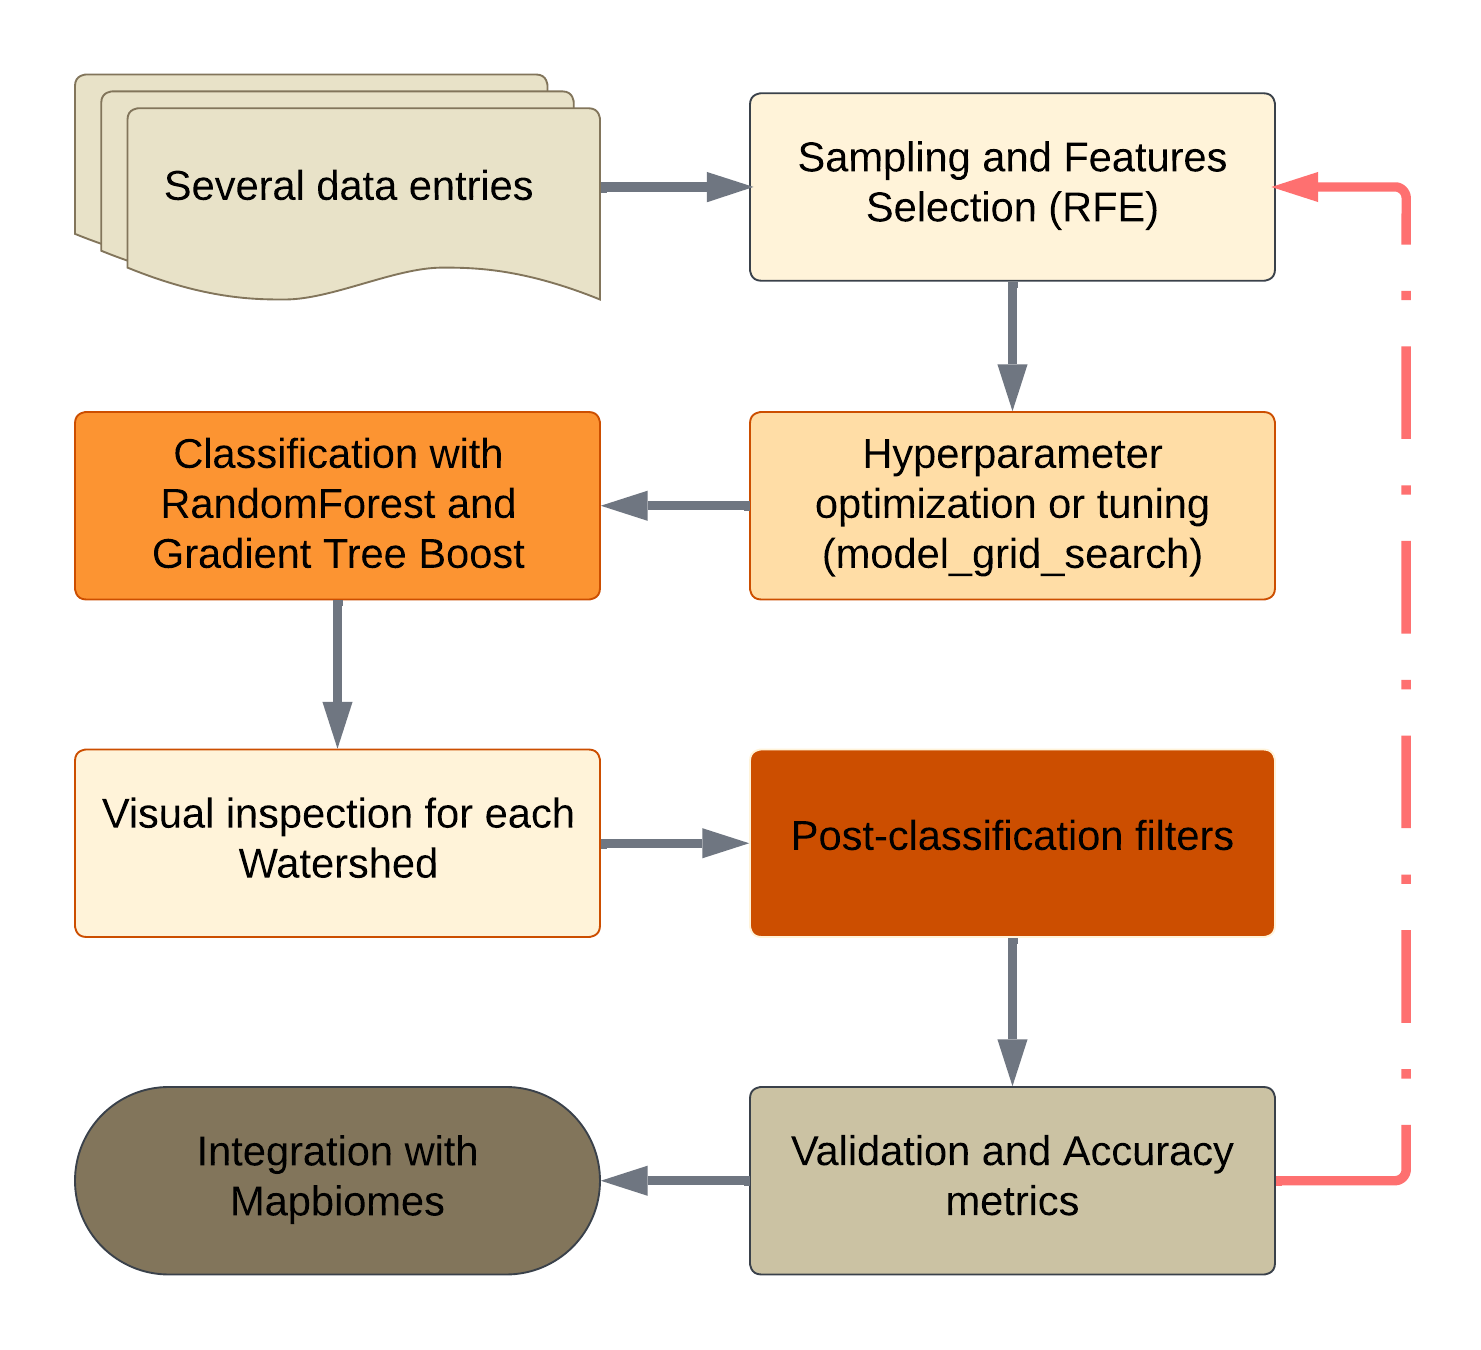 Several data entries
Sampling and Features
Selection (RFE)
Classification with
RandomForest and
Gradient Tree Boost
Hyperparameter
optimization or tuning
(model_grid_search)
Visual inspection for each
Watershed
Post-classification filters
Integration with
Mapbiomes
Validation and Accuracy
metrics